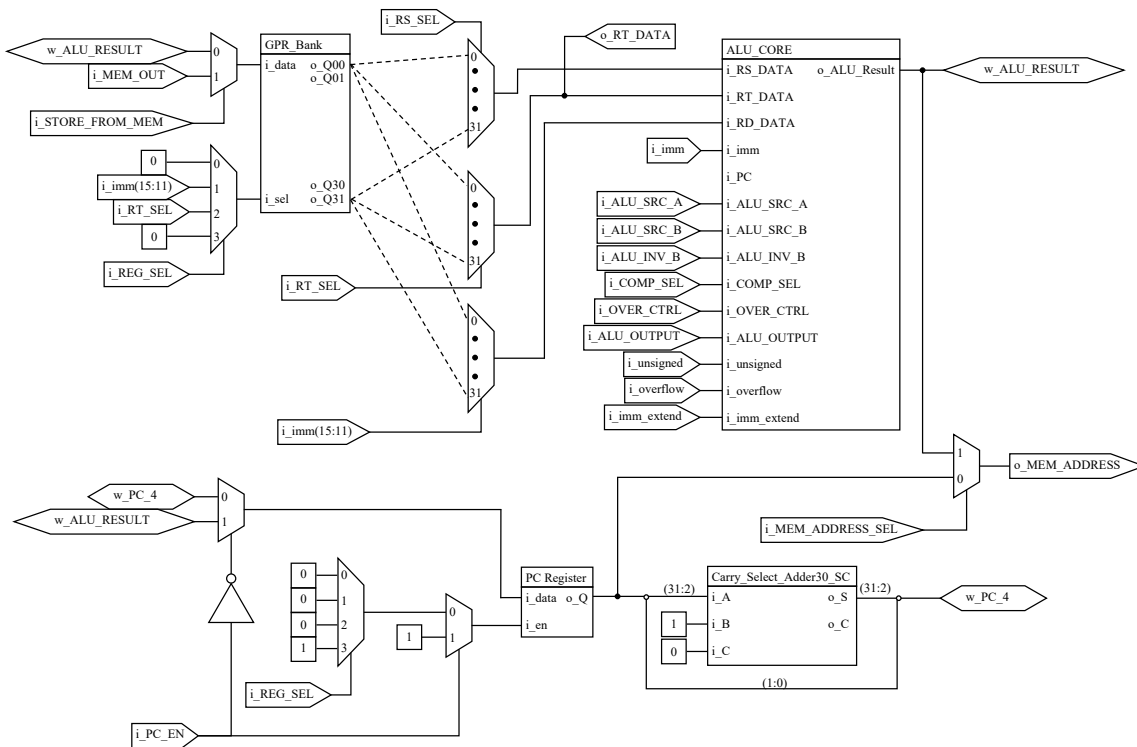 i_RS_SEL
w_ALU_RESULT
i_MEM_OUT
i_STORE_FROM_MEM
0
1
GPR_Bank
i_data
o_Q00
o_Q01
o_Q30
o_Q31
i_sel
0
i_imm(15:11)
i_RT_SEL
0
0
1
2
3
i_REG_SEL
0
31
0
31
i_RT_SEL
0
31
i_imm(15:11)
o_RT_DATA
ALU_CORE
i_RS_DATA
o_ALU_Result
i_RT_DATA
i_RD_DATA
i_imm
i_imm
i_PC
i_ALU_SRC_A
i_ALU_SRC_A
i_ALU_SRC_B
i_ALU_SRC_B
i_ALU_INV_B
i_ALU_INV_B
i_COMP_SEL
i_COMP_SEL
i_OVER_CTRL
i_OVER_CTRL
i_ALU_OUTPUT
i_ALU_OUTPUT
i_unsigned
i_unsigned
i_overflow
i_overflow
i_imm_extend
i_imm_extend
w_ALU_RESULT
1
0
o_MEM_ADDRESS
i_MEM_ADDRESS_SEL
w_PC_4
w_ALU_RESULT
0
1
0
0
0
1
0
1
2
3
i_REG_SEL
i_PC_EN
1
0
1
PC Register
i_data
o_Q
i_en
(31:2)
Carry_Select_Adder30_SC
i_A
o_S
i_B
o_C
i_C
1
0
(31:2)
(1:0)
w_PC_4